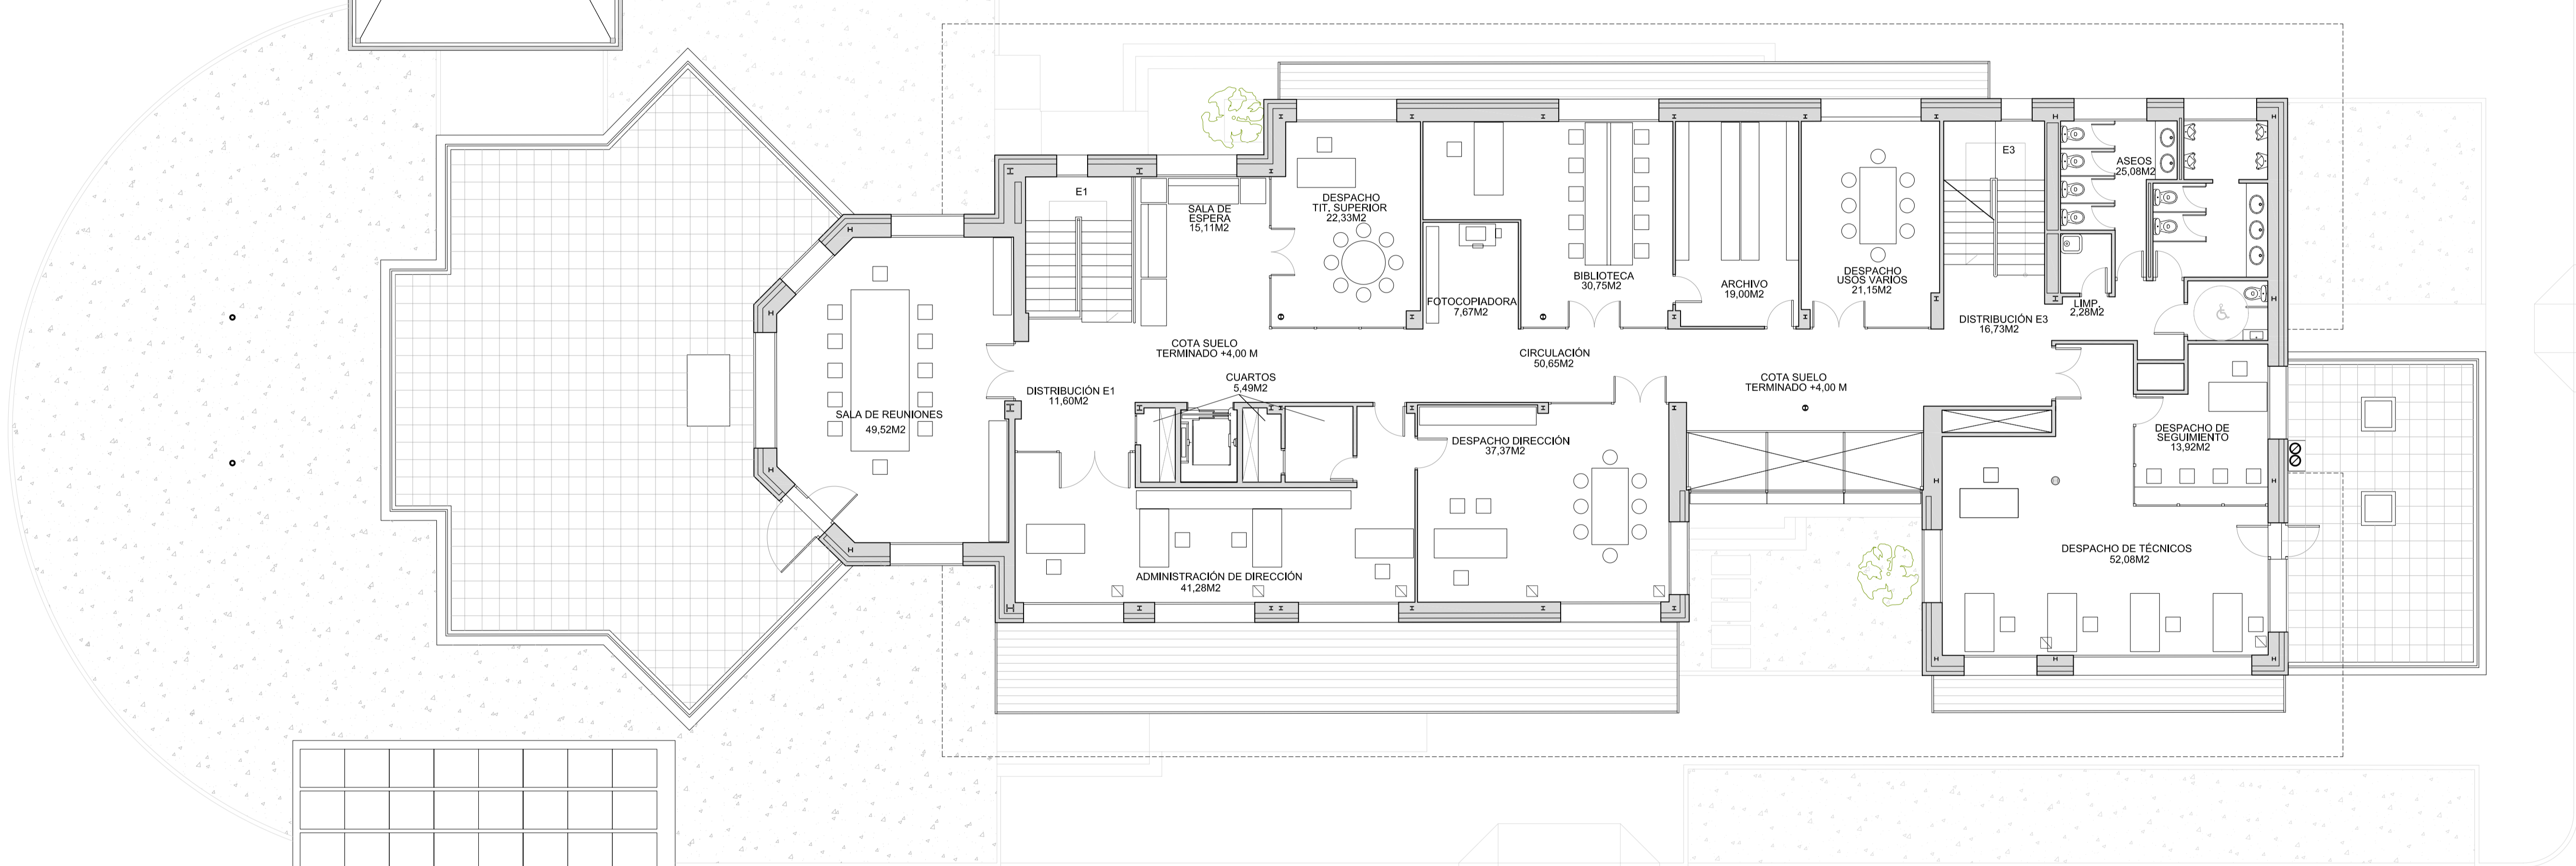 E1
E3
ASEOS
25,08M2
SALA DE
ESPERA
15,11M2
DESPACHO
TIT. SUPERIOR
22,33M2
BIBLIOTECA
30,75M2
ARCHIVO
19,00M2
DESPACHO
USOS VARIOS
21,15M2
FOTOCOPIADORA
7,67M2
LIMP.
2,28M2
DISTRIBUCIÓN E3
16,73M2
COTA SUELO
TERMINADO +4,00 M
CIRCULACIÓN
50,65M2
CUARTOS
5,49M2
COTA SUELO
TERMINADO +4,00 M
DISTRIBUCIÓN E1
11,60M2
SALA DE REUNIONES
49,52M2
DESPACHO DIRECCIÓN
37,37M2
DESPACHO DE
SEGUIMIENTO
13,92M2
DESPACHO DE TÉCNICOS
52,08M2
ADMINISTRACIÓN DE DIRECCIÓN
41,28M2